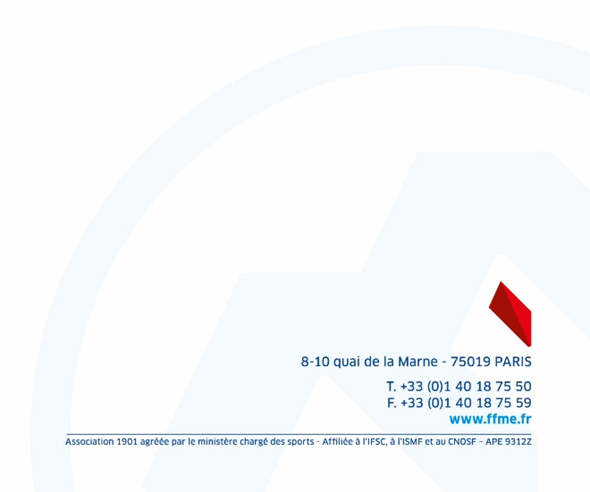 8-10 quai de la Marne - 75019 PARIS
T. +33 (0)1 40 18 75 50
F. +33 (0)1 40 18 75 59
www.ffme.fr
Association 1901 agréée par le ministère chargé des sports - Affiliée à l'IFSC, à l'ISMF et au CNOSF – APE 9312Z